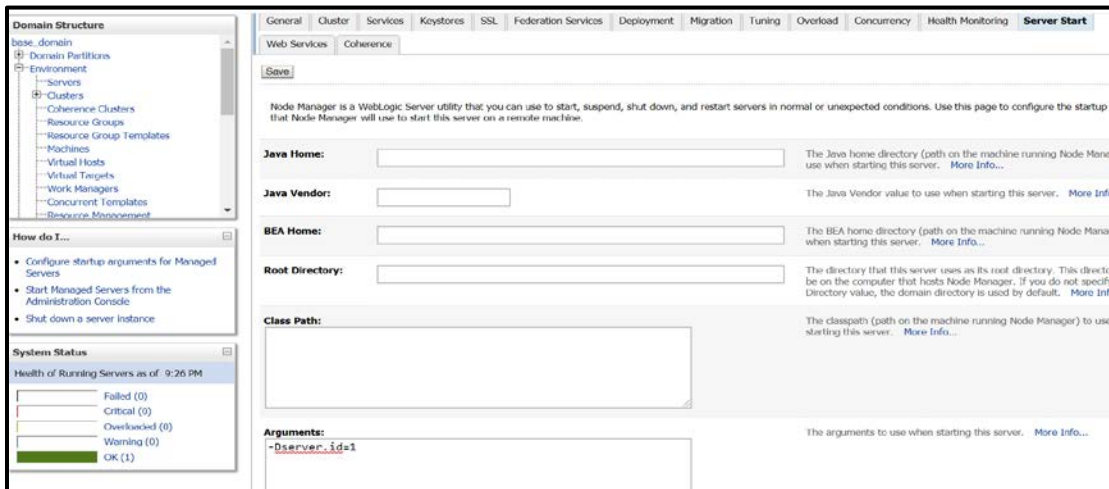 Domain Structure
base_domain
Domain Partitions
Environment
Servers
Clusters
Coherence Clusters
Resource Groups
Resource Group Templates
Machines
Virtual Hosts
Virtual Targets
Work Managers
Concurrent Templates
Resource Management
How do I...
Configure startup arguments for Managed
Servers
Start Managed Servers from the
Administration Console
Shut down a server instance
System Status
Health of Running Servers as of 9:26 PM
Failed (0)
Critical (0)
Overloaded (0)
Warning (0)
OK (1)
General Cluster Services Keystores SSL Federation Services Deployment Migration Tuning Overload Concurrency Health Monitoring Server Start
Web Services Coherence
Save
Node Manager is a WebLogic Server utility that you can use to start, suspend, shut down, and restart servers in normal or unexpected conditions. Use this page to configure the startup
that Node Manager will use to start this server on a remote machine.
Java Home:
The Java home directory (path on the machine running Node Mana
use when starting this server. More Info...
Java Vendor:
The Java Vendor value to use when starting this server. More Inf
BEA Home:
The BEA home directory (path on the machine running Node Mana
when starting this server. More Info...
Root Directory:
The directory that this server uses as its root directory. This directo
be on the computer that hosts Node Manager. If you do not specif
Directory value, the domain directory is used by default. More Inf
Class Path:
The classpath (path on the machine running Node Manager) to use
starting this server. More Info...
Arguments:
-Dserver.id=1
The arguments to use when starting this server. More Info...